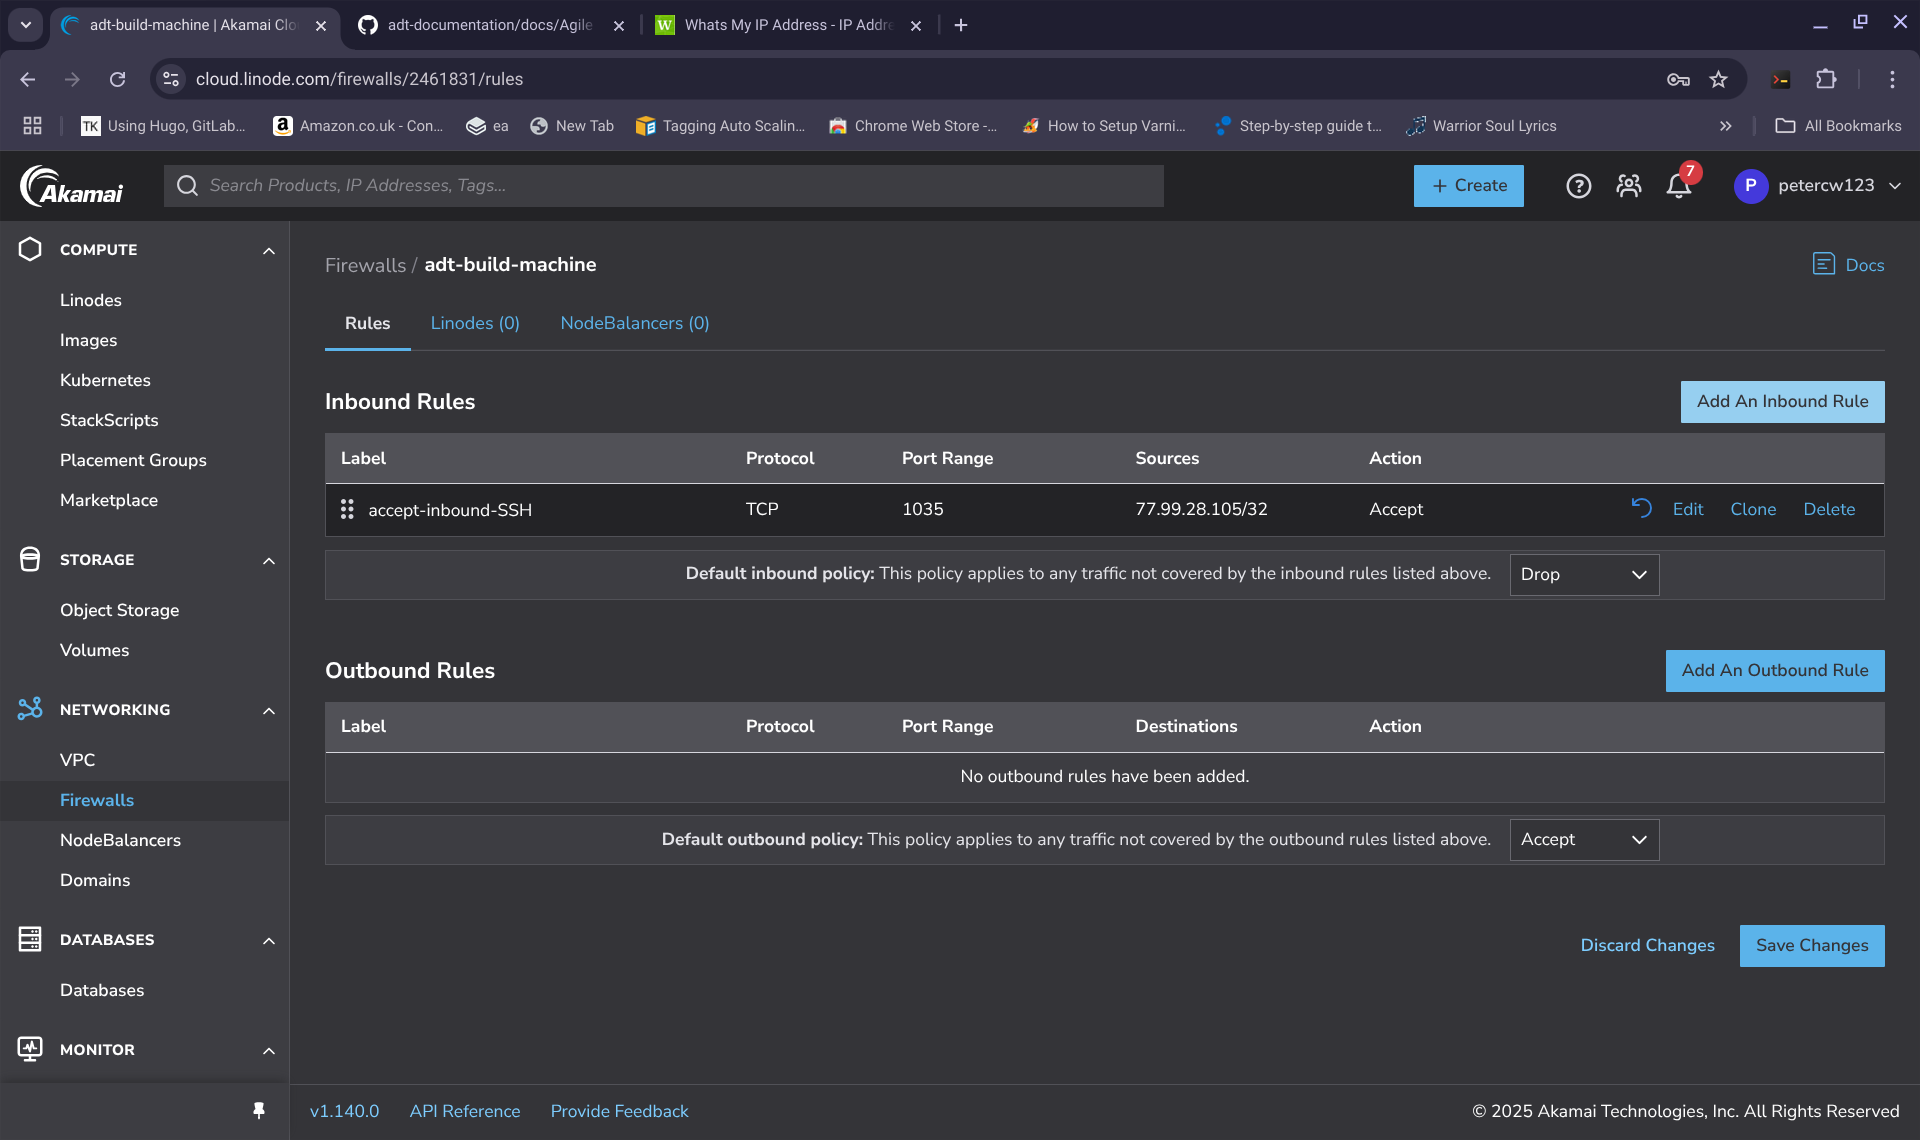 adt-build-machine | Akamai Clo
adt-documentation/docs/Agile
Whats My IP Address - IP Addre
cloud.linode.com/firewalls/2461831/rules
Using Hugo, GitLab...
Amazon.co.uk - Con...
ea
New Tab
Tagging Auto Scalin...
Chrome Web Store -...
How to Setup Varni...
Step-by-step guide t...
Warrior Soul Lyrics
All Bookmarks
Akamai
Search Products, IP Addresses, Tags...
+ Create
7
P
petercw123
COMPUTE
Linodes
Images
Kubernetes
StackScripts
Placement Groups
Marketplace
STORAGE
Object Storage
Volumes
NETWORKING
VPC
Firewalls
NodeBalancers
Domains
DATABASES
Databases
MONITOR
Firewalls / adt-build-machine
Docs
Rules
Linodes (0)
NodeBalancers (0)
Inbound Rules
Add An Inbound Rule
Label Protocol Port Range Sources Action
accept-inbound-SSH TCP 1035 77.99.28.105/32 Accept Edit Clone Delete
Default inbound policy: This policy applies to any traffic not covered by the inbound rules listed above. Drop
Outbound Rules
Add An Outbound Rule
Label Protocol Port Range Destinations Action
No outbound rules have been added.
Default outbound policy: This policy applies to any traffic not covered by the outbound rules listed above. Accept
Discard Changes
Save Changes
v1.140.0
API Reference
Provide Feedback
© 2025 Akamai Technologies, Inc. All Rights Reserved